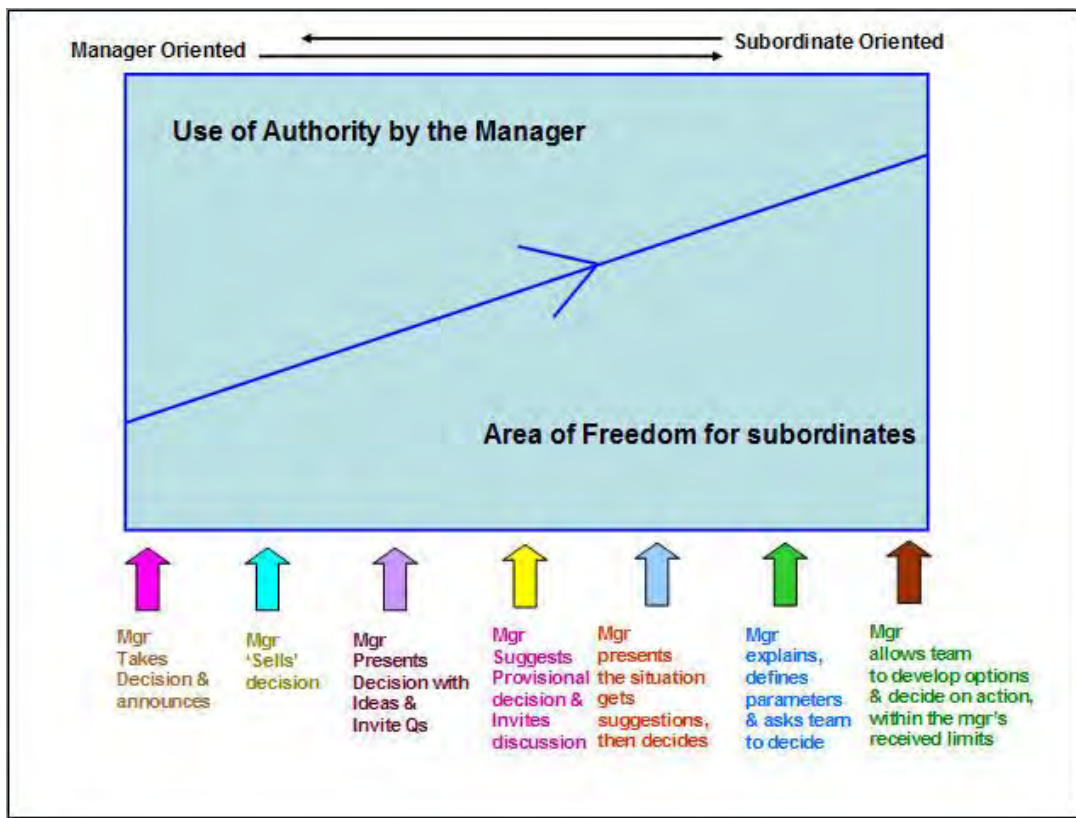 Manager Oriented
Subordinate Oriented
Use of Authority by the Manager
Area of Freedom for subordinates
Mgr
Takes
Decision &
announces
Mgr
‘Sells’
decision
Mgr
Presents
Decision with
Ideas &
Invite Qs
Mgr
Suggests
Provisional
decision &
Invites
discussion
Mgr
presents
the situation
gets
suggestions,
then decides
Mgr
explains,
defines
parameters
& asks team
to decide
Mgr
allows team
to develop options
& decide on action,
within the mgr's
received limits